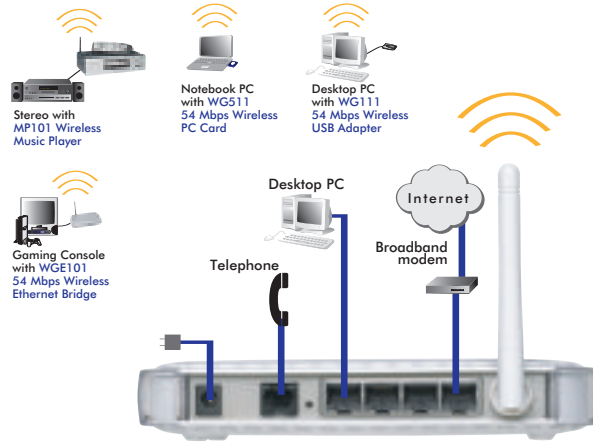 Stereo with
MP101 Wireless
Music Player
Notebook PC
with WG511
54 Mbps Wireless
PC Card
Desktop PC
with WG111
54 Mbps Wireless
USB Adapter
Gaming Console
with WGE101
54 Mbps Wireless
Ethernet Bridge
Desktop PC
Internet
Broadband
modem
Telephone